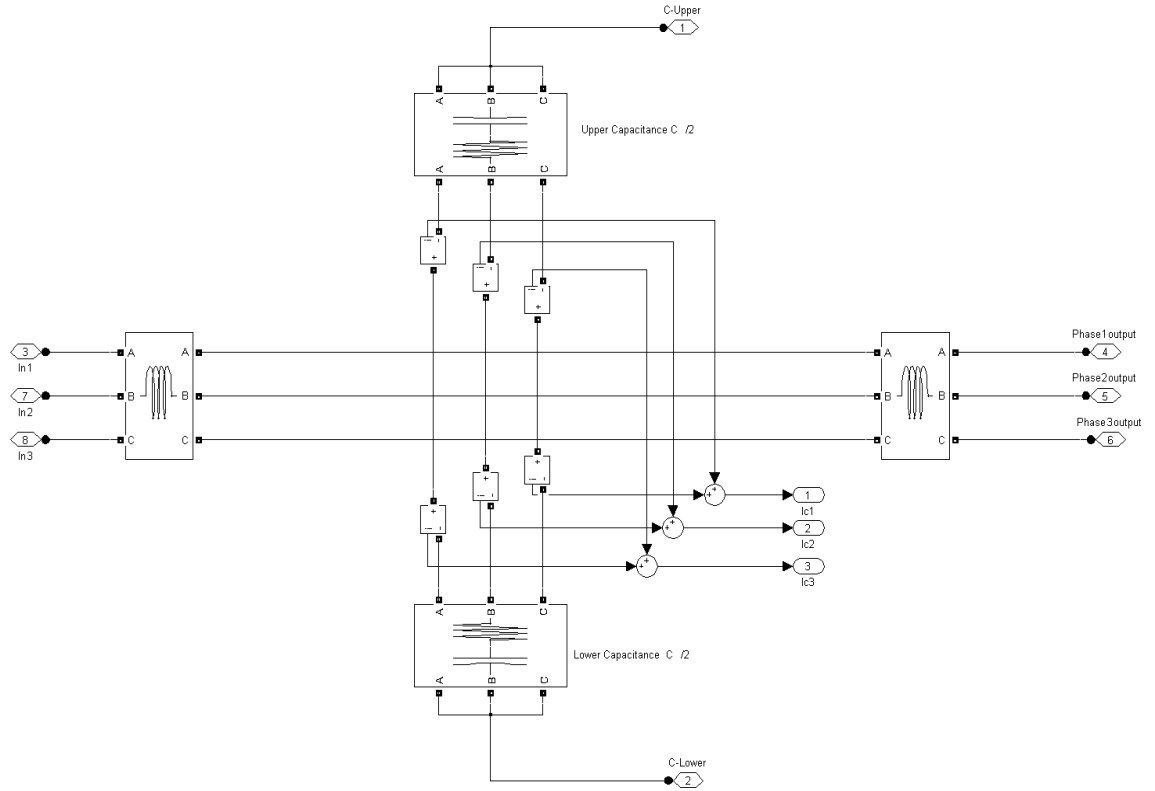 C-Upper
1
A B C
Upper Capacitance C /2
A B C
- +
- +
- +
3
In1
A A
Phase1output
A A
4
7
In2
B B
Phase2output
B B
5
8
In3
C C
Phase3output
C C
6
+ -
+ -
+ -
+ +
1
Ic1
+ +
2
Ic2
+ +
3
Ic3
A B C
Lower Capacitance C /2
A B C
C-Lower
2